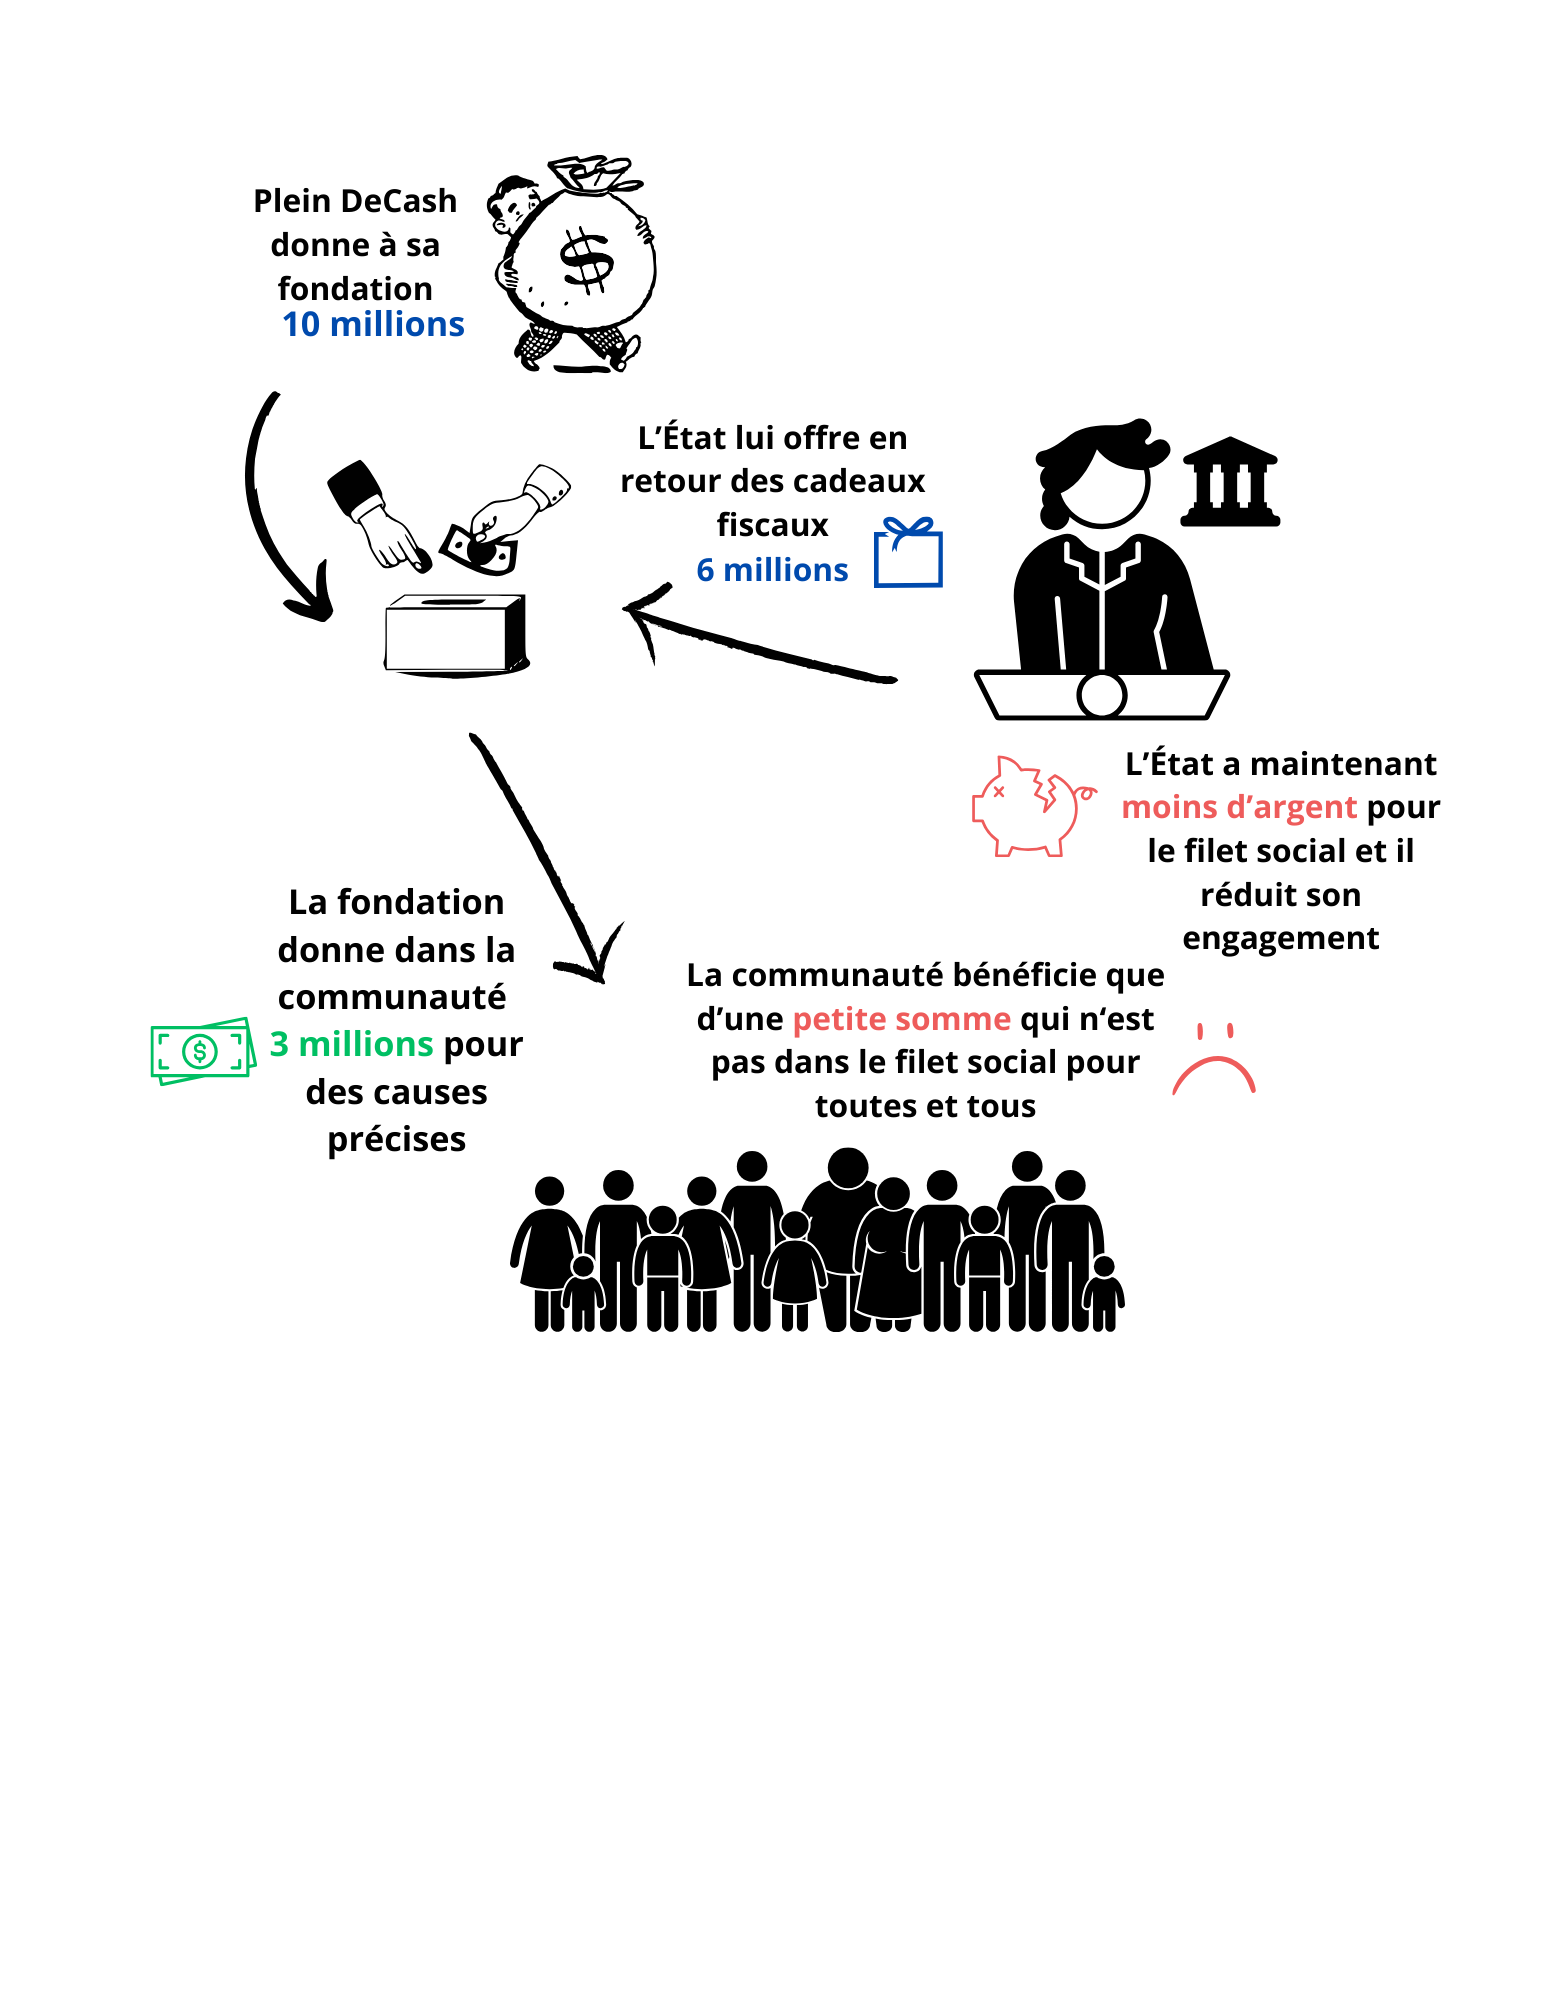 Plein DeCash
donne à sa
fondation
10 millions
L’État lui offre en
retour des cadeaux
fiscaux
6 millions
L’État a maintenant
moins d’argent pour
le filet social et il
réduit son
engagement
La fondation
donne dans la
communauté
3 millions pour
des causes
précises
La communauté bénéficie que
d’une petite somme qui n‘est
pas dans le filet social pour
toutes et tous